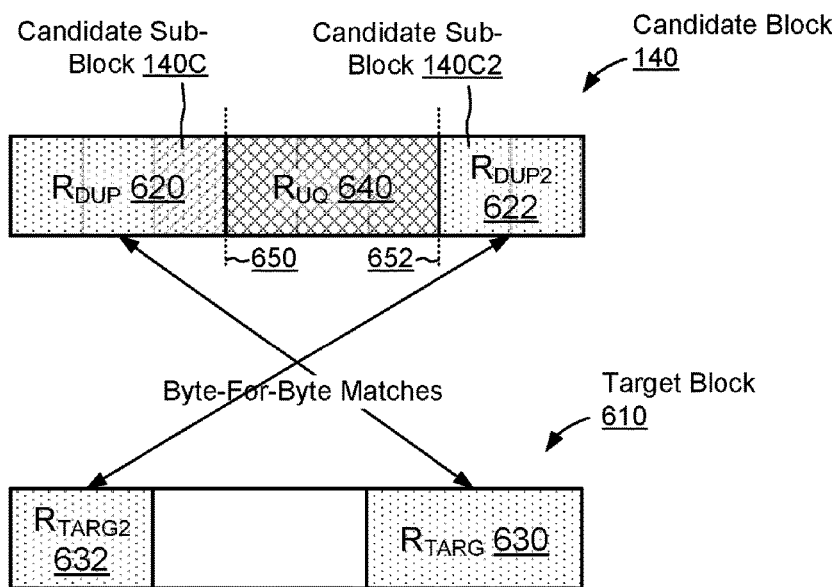 Candidate Sub-
Block 140C
Candidate Sub-
Block 140C2
Candidate Block
140
RDUP 620
RUQ 640
RDUP2
622
650
652
Byte-For-Byte Matches
Target Block
610
RTARG2
632
RTARG 630